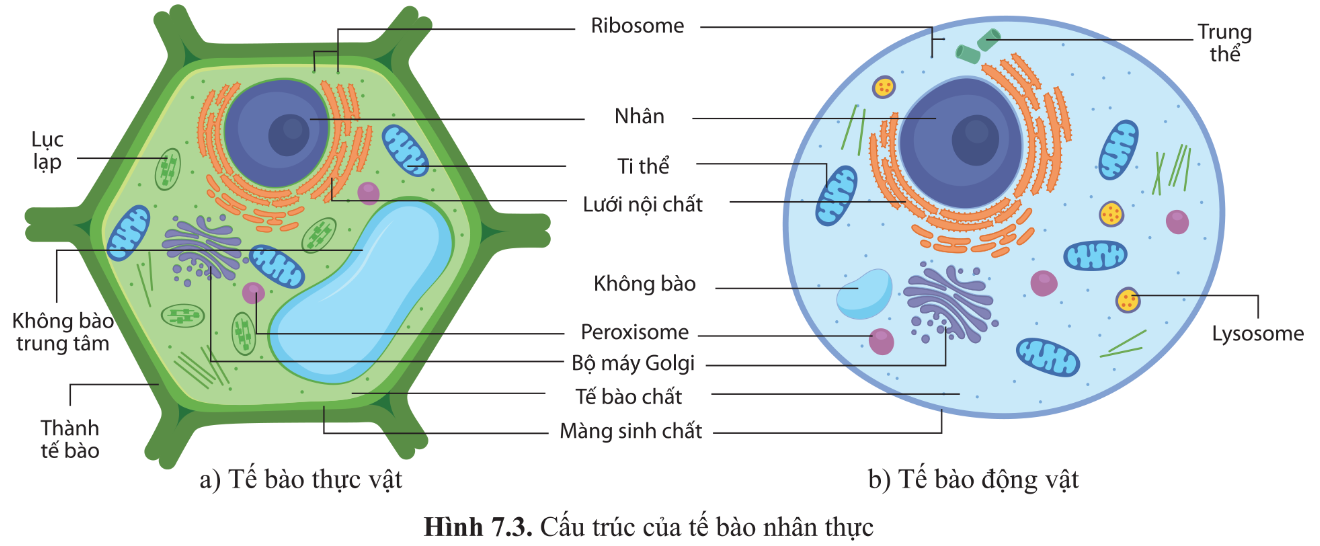 Ribosome
Trung
thể
Nhân
Lục
lạp
Ti thể
Lưới nội chất
Không bào
Không bào
trung tâm
Peroxisome
Lysosome
Bộ máy Golgi
Tế bào chất
Thành
tế bào
Màng sinh chất
a) Tế bào thực vật
b) Tế bào động vật
Hình 7.3. Cấu trúc của tế bào nhân thực